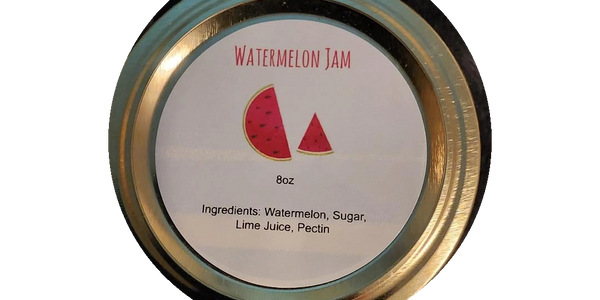 WATERMELON JAM
8oz
Ingredients: Watermelon, Sugar,
Lime Juice, Pectin